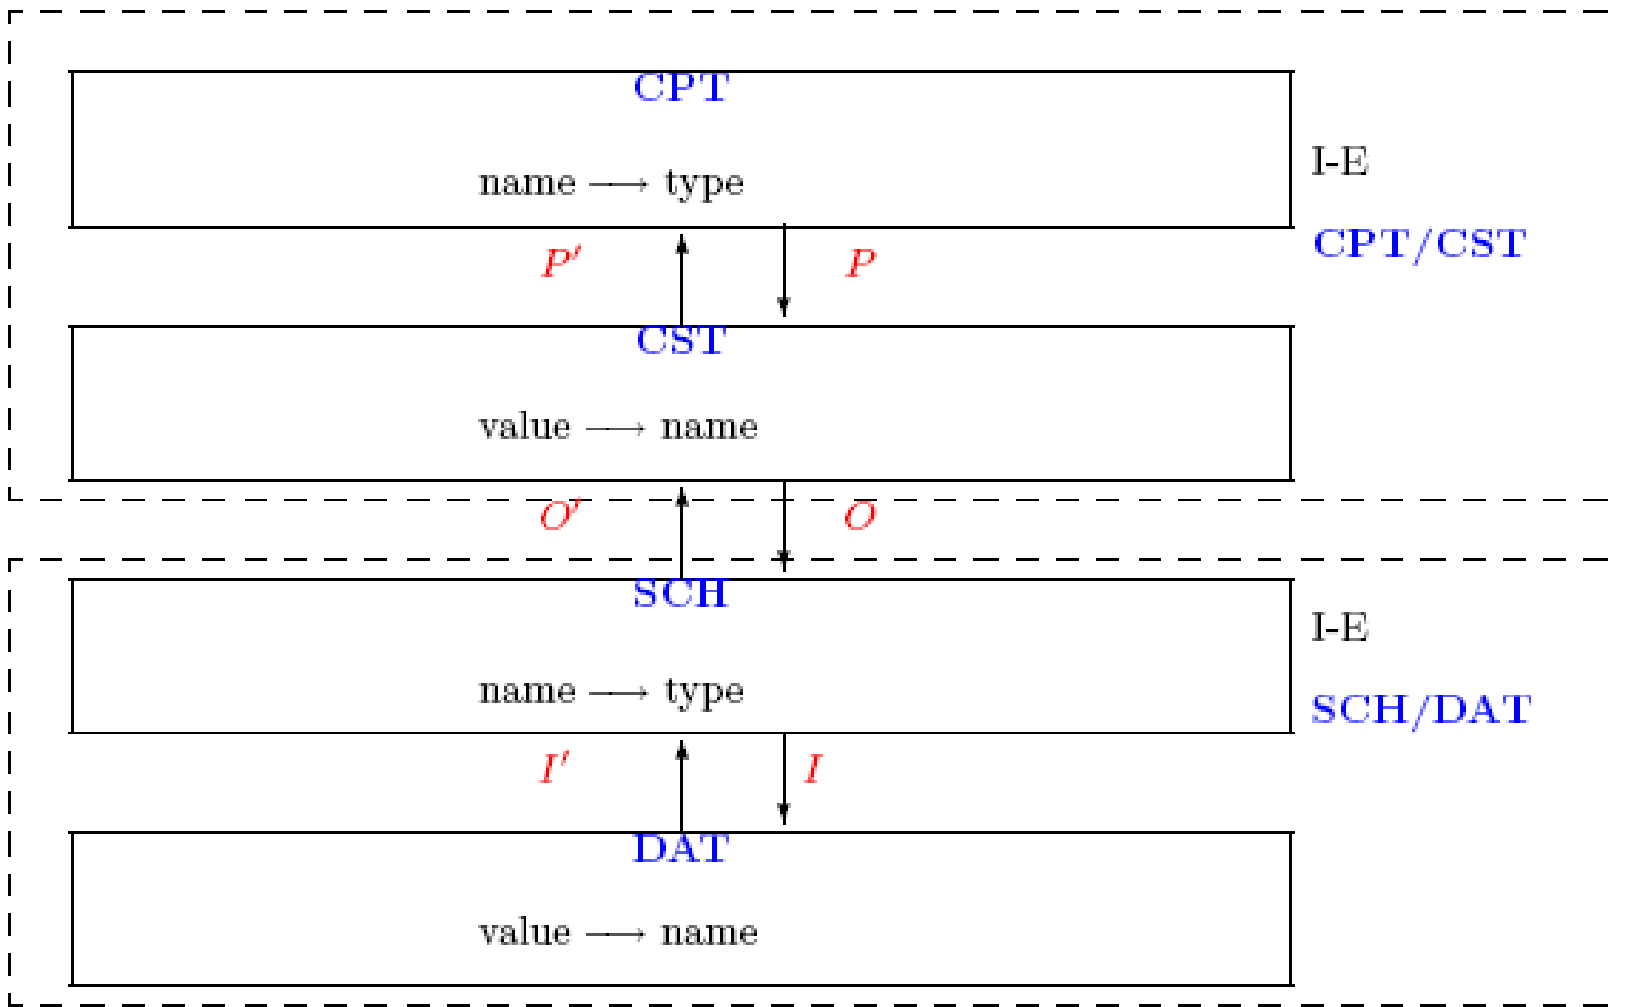 CPT
I-E
name ⟶ type
CPT/CST
P′ P
CST
value ⟶ name
O′ O
SCH
I-E
name ⟶ type
SCH/DAT
I′ I
DAT
value ⟶ name